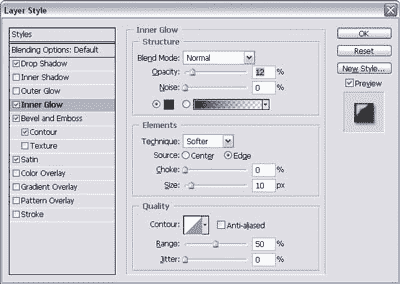 Layer Style
Styles
Blending Options: Default
Drop Shadow
Inner Shadow
Outer Glow
Inner Glow
Bevel and Emboss
Contour
Texture
Satin
Color Overlay
Gradient Overlay
Pattern Overlay
Stroke
Inner Glow
Structure
Blend Mode: Normal
Opacity: 12 %
Noise: 0 %
Elements
Technique: Softer
Source: Center Edge
Choke: 0 %
Size: 10 px
Quality
Contour: Anti-aliased
Range: 50 %
Jitter: 0 %
OK
Reset
New Style...
Preview